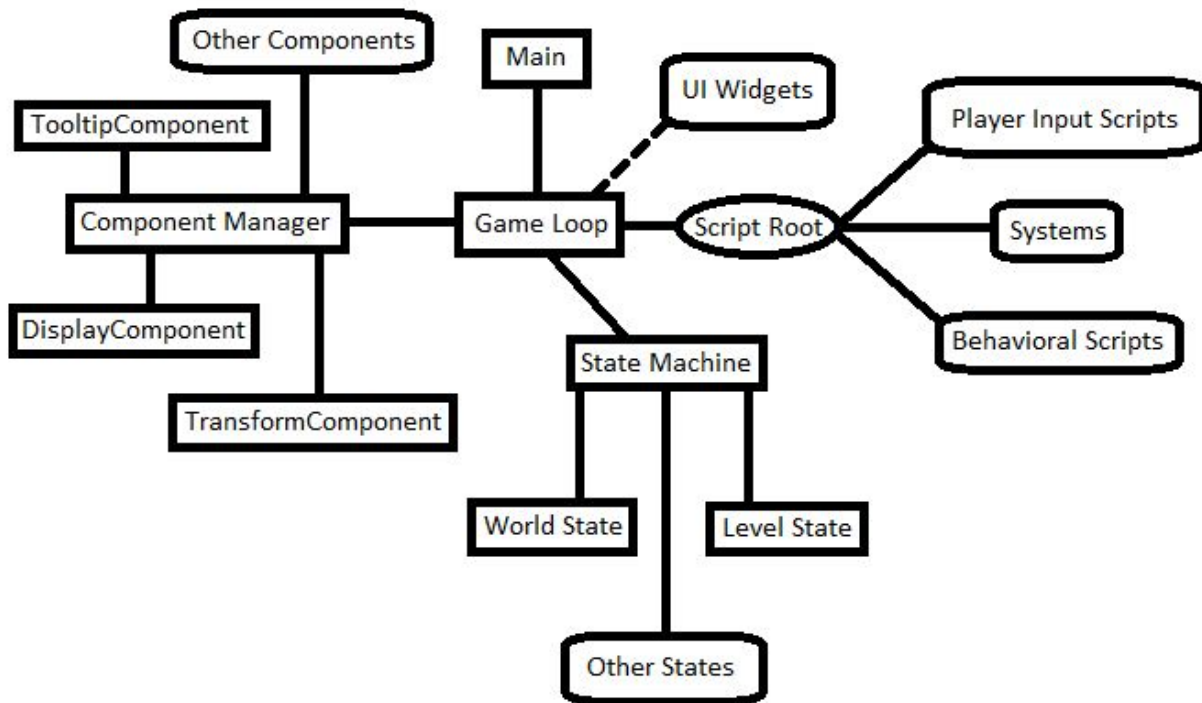 Other Components
Main
UI Widgets
Player Input Scripts
TooltipComponent
Component Manager
Game Loop
Script Root
Systems
DisplayComponent
Behavioral Scripts
State Machine
TransformComponent
World State
Level State
Other States